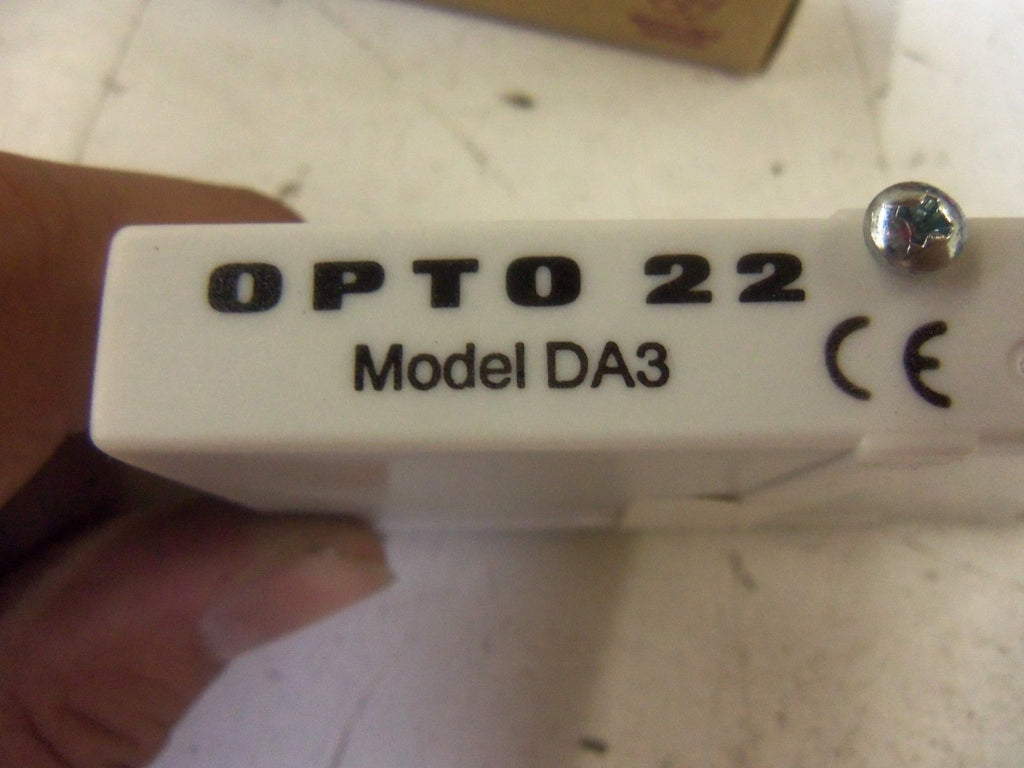 OPTO 22
Model DA3
CE